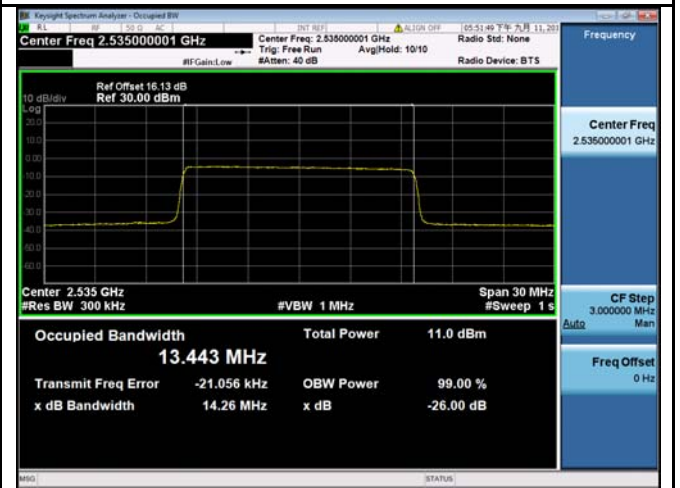 Keysight Spectrum Analyzer - Occupied BW
RL RF 50 Ω AC INT REF ALIGN OFF 05:51:49 下午 九月 11, 201
Center Freq 2.535000001 GHz
Center Freq: 2.535000001 GHz
Radio Std: None
Trig: Free Run Avg|Hold: 10/10
#IFGain:Low #Atten: 40 dB Radio Device: BTS
Frequency
Ref Offset 16.13 dB
10 dB/div Ref 30.00 dBm
Log
20.0
10.0
0.00
-10.0
-20.0
-30.0
-40.0
-50.0
-60.0
Center 2.535 GHz Span 30 MHz
#Res BW 300 kHz #VBW 1 MHz #Sweep 1 s
Occupied Bandwidth Total Power 11.0 dBm
13.443 MHz
Transmit Freq Error -21.056 kHz OBW Power 99.00 %
x dB Bandwidth 14.26 MHz x dB -26.00 dB
Center Freq
2.535000001 GHz
CF Step
3.000000 MHz
Auto Man
Freq Offset
0 Hz
MSG STATUS